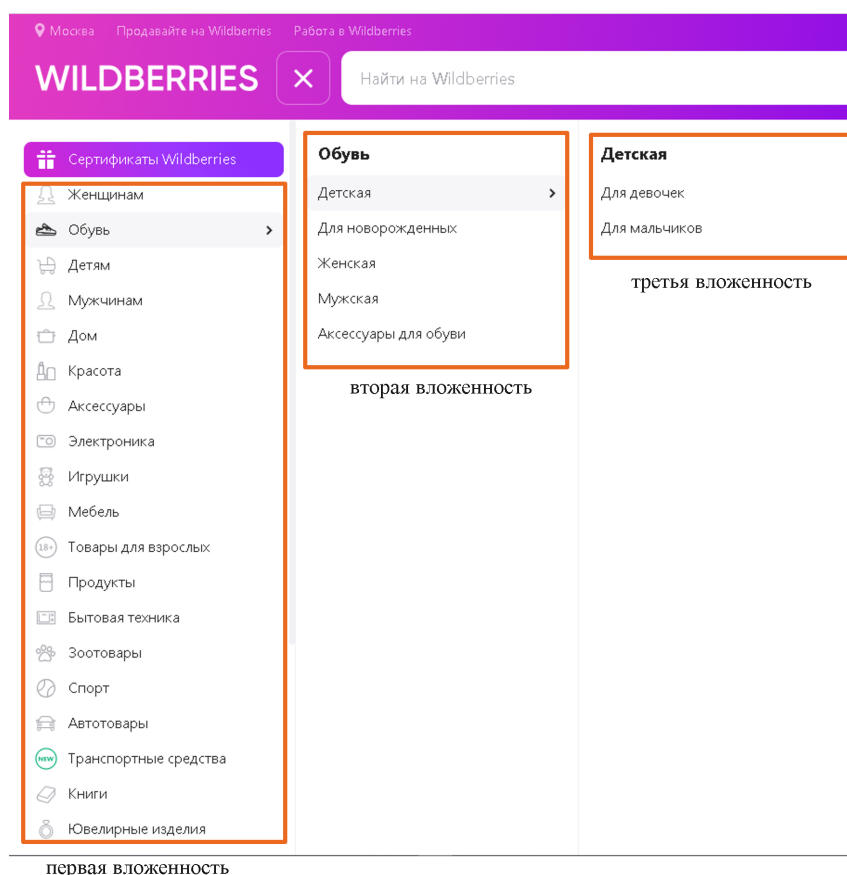 Москва Продавайте на Wildberries Работа в Wildberries
WILDBERRIES
Найти на Wildberries
Сертификаты Wildberries
Женщинам
Обувь
Детям
Мужчинам
Дом
Красота
Аксессуары
Электроника
Игрушки
Мебель
18+ Товары для взрослых
Продукты
Бытовая техника
Зоотовары
Спорт
Автотовары
NEW Транспортные средства
Книги
Ювелирные изделия
первая вложенность
Обувь
Детская
Для новорожденных
Женская
Мужская
Аксессуары для обуви
вторая вложенность
Детская
Для девочек
Для мальчиков
третья вложенность